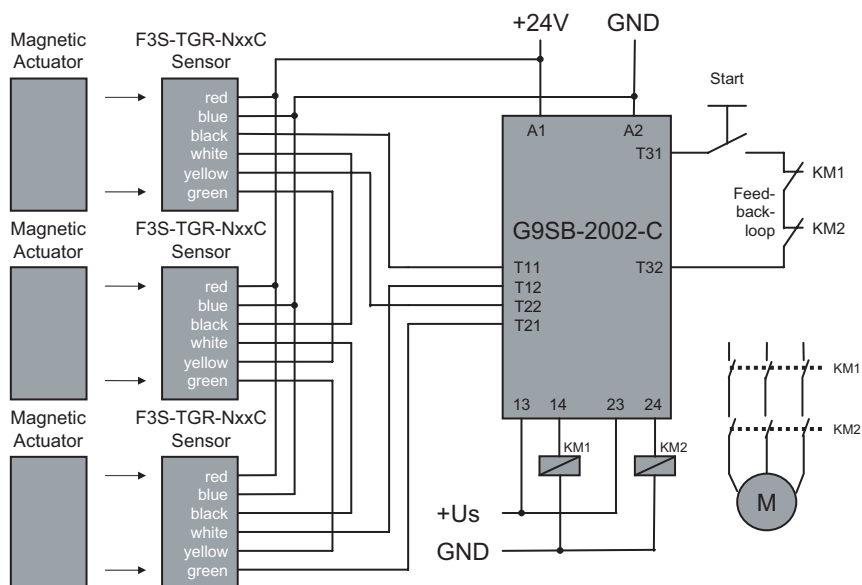 +24V GND
Magnetic
Actuator
F3S-TGR-NxxC
Sensor
red
blue
black
white
yellow
green
Magnetic
Actuator
F3S-TGR-NxxC
Sensor
red
blue
black
white
yellow
green
Magnetic
Actuator
F3S-TGR-NxxC
Sensor
red
blue
black
white
yellow
green
A1 A2
T31
G9SB-2002-C
T11
T12
T22
T21
T32
13 14 23 24
KM1 KM2
+Us
GND
Start
KM1
Feed-
back-
loop
KM2
KM1
KM2
M